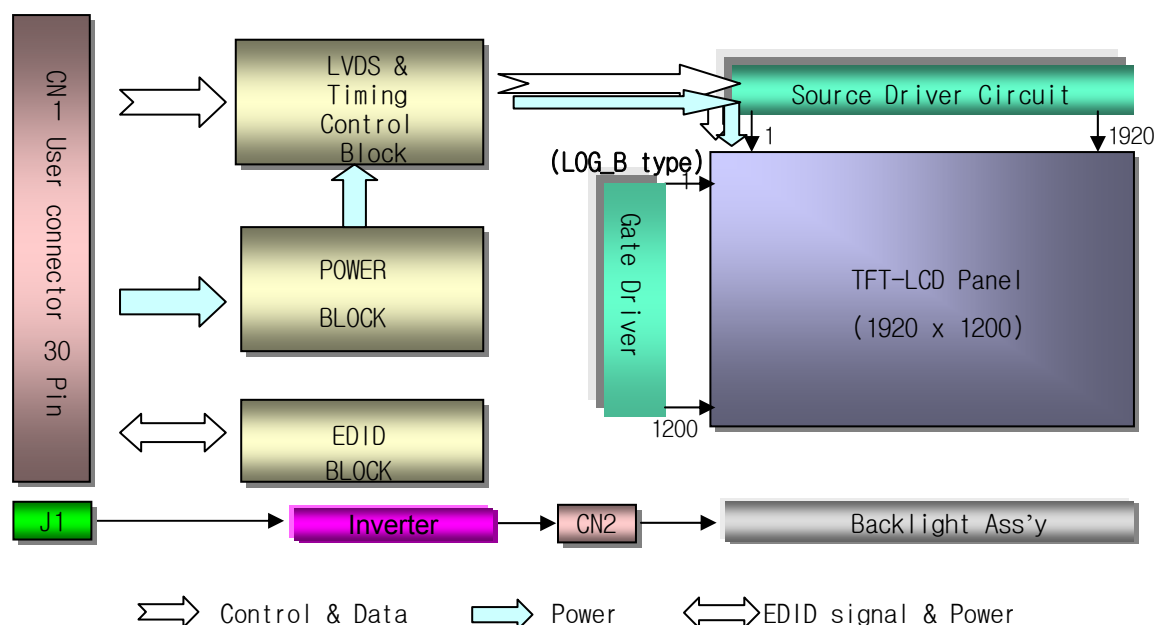 CN-1 User connector 30 Pin
LVDS &
Timing
Control
Block
POWER
BLOCK
EDID
BLOCK
Source Driver Circuit
1
1920
(LOG_B type)
1
Gate Driver
1200
TFT-LCD Panel
(1920 x 1200)
J1
Inverter
CN2
Backlight Ass’y
Control & Data
Power
EDID signal & Power